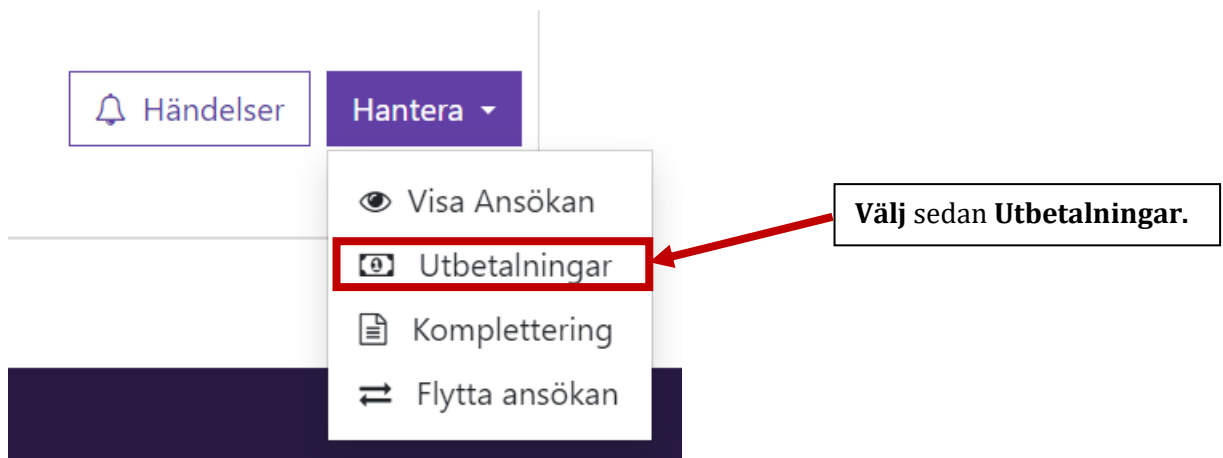 Händelser
Hantera
Visa Ansökan
Utbetalningar
Komplettering
Flytta ansökan
Välj sedan Utbetalningar.